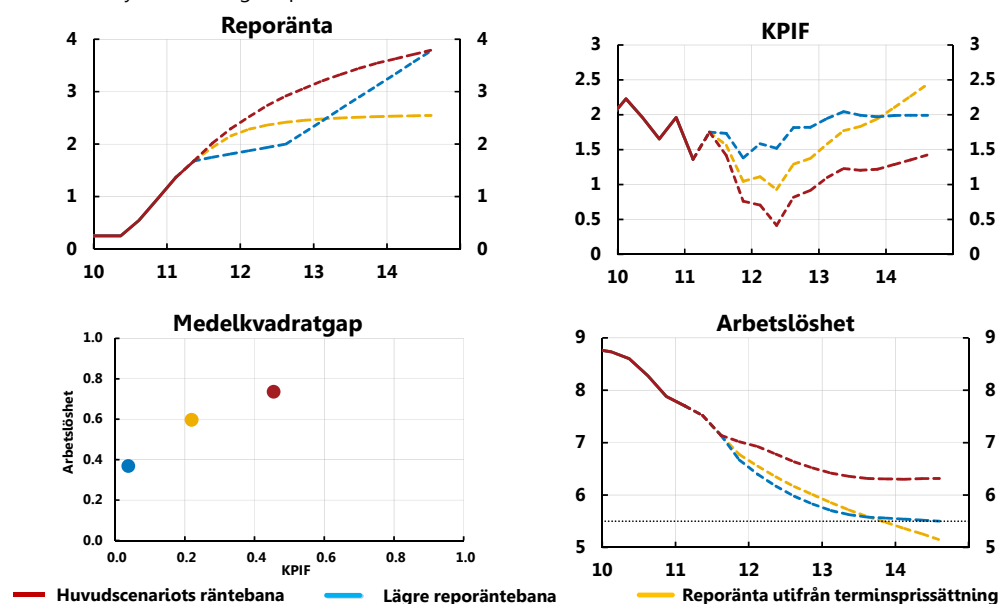 Reporänta
4 4
3 3
2 2
1 1
0 0
10 11 12 13 14
KPIF
3 3
2.5 2.5
2 2
1.5 1.5
1 1
0.5 0.5
0 0
10 11 12 13 14
Medelkvadratgap
1.0
0.8
0.6
0.4
0.2
0.0
Arbetslöshet
0.0 0.2 0.4 0.6 0.8 1.0
KPIF
Arbetslöshet
9 9
8 8
7 7
6 6
5 5
10 11 12 13 14
Huvudscenariots räntebana Lägre reporäntebana Reporänta utifrån terminsprissättning